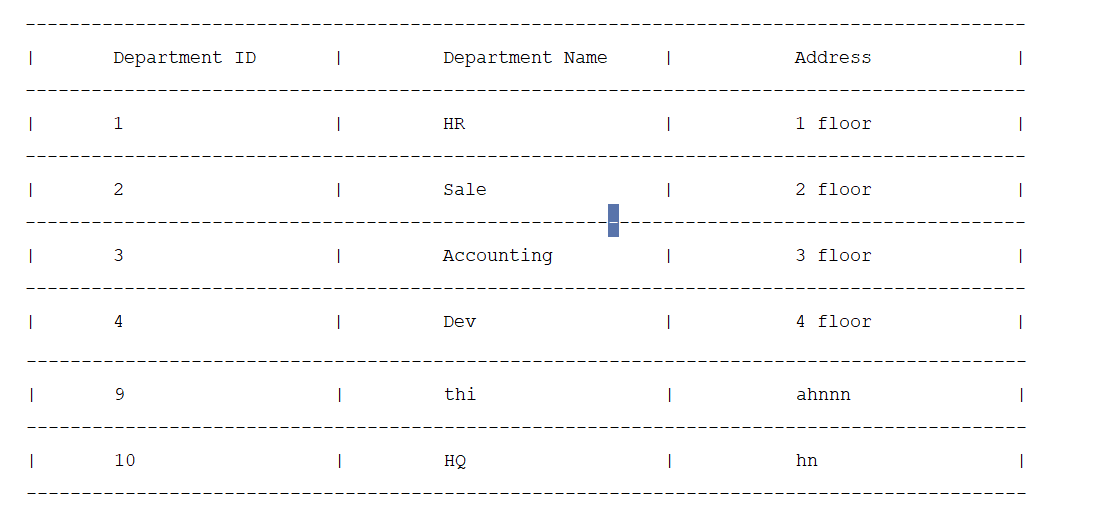 | Department ID | Department Name | Address |
| 1 | HR | 1 floor |
| 2 | Sale | 2 floor |
| 3 | Accounting | 3 floor |
| 4 | Dev | 4 floor |
| 9 | thi | ahnnn |
| 10 | HQ | hn |